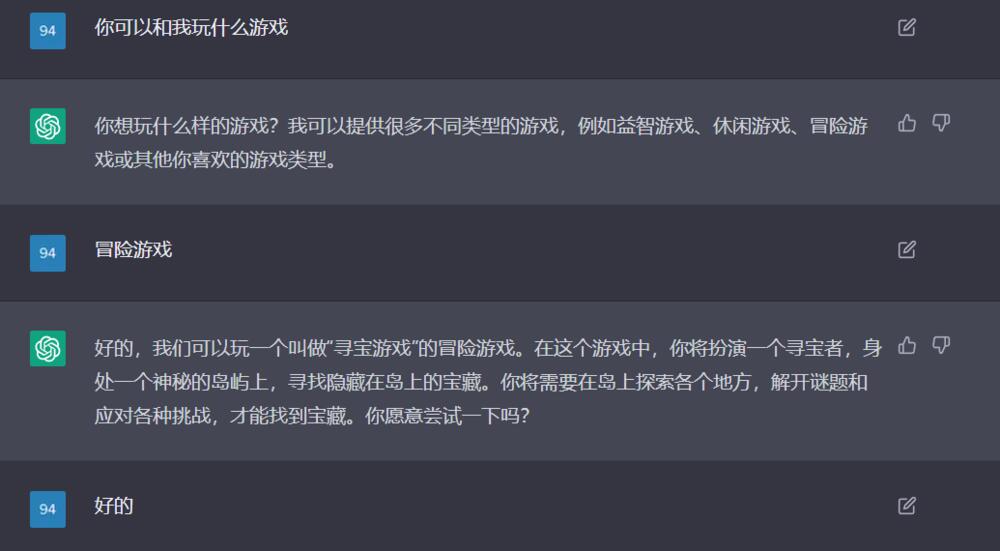 94
你可以和我玩什么游戏
你想玩什么样的游戏？我可以提供很多不同类型的游戏，例如益智游戏、休闲游戏、冒险游
戏或其他你喜欢的游戏类型。
94
冒险游戏
好的，我们可以玩一个叫做"寻宝游戏"的冒险游戏。在这个游戏中，你将扮演一个寻宝者，身
处一个神秘的岛屿上，寻找隐藏在岛上的宝藏。你将需要在岛上探索各个地方，解开谜题和
应对各种挑战，才能找到宝藏。你愿意尝试一下吗？
94
好的